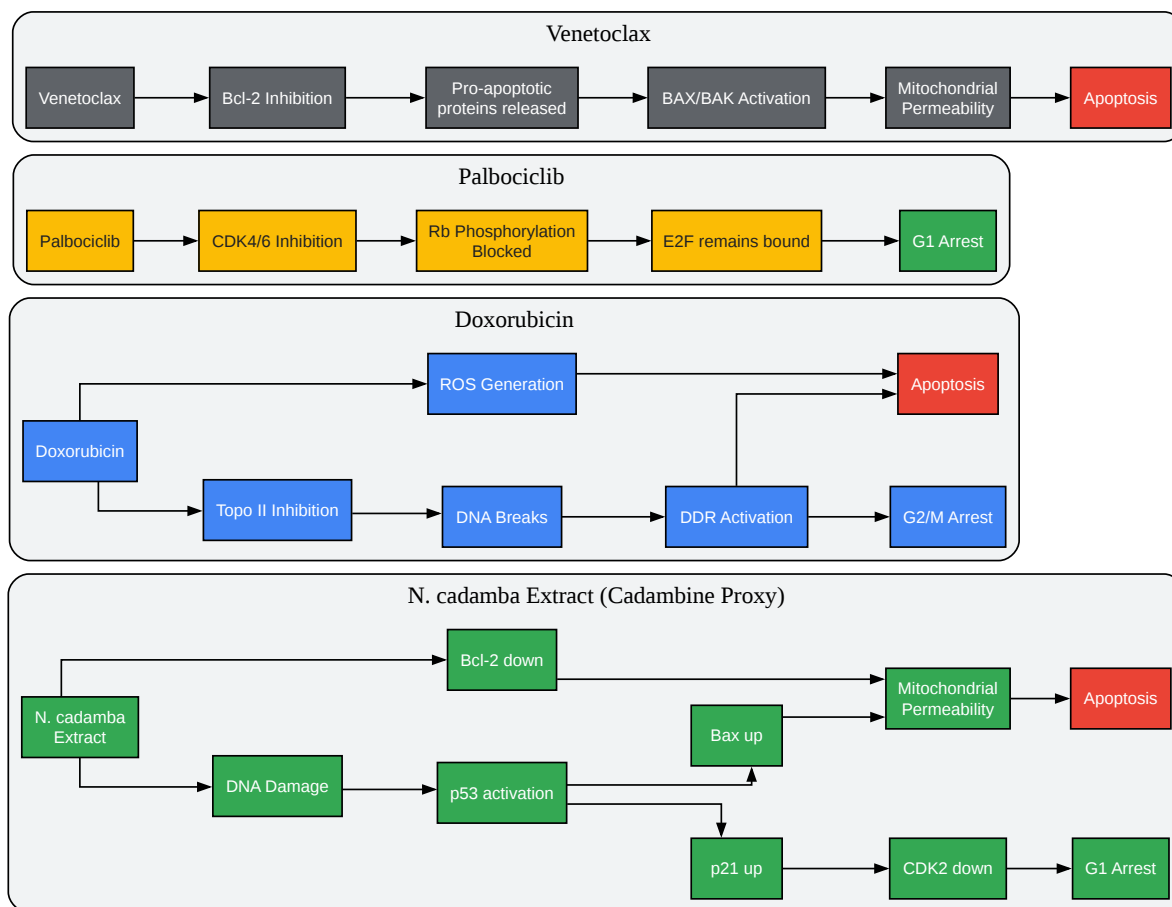 Venetoclax
Venetoclax
Bcl-2 Inhibition
Pro-apoptotic
proteins released
BAX/BAK Activation
Mitochondrial
Permeability
Apoptosis
Palbociclib
Palbociclib
CDK4/6 Inhibition
Rb Phosphorylation
Blocked
E2F remains bound
G1 Arrest
Doxorubicin
ROS Generation
Apoptosis
Doxorubicin
Topo II Inhibition
DNA Breaks
DDR Activation
G2/M Arrest
N. cadamba Extract (Cadambine Proxy)
Bcl-2 down
Mitochondrial
Permeability
Apoptosis
N. cadamba
Extract
Bax up
DNA Damage
p53 activation
p21 up
CDK2 down
G1 Arrest